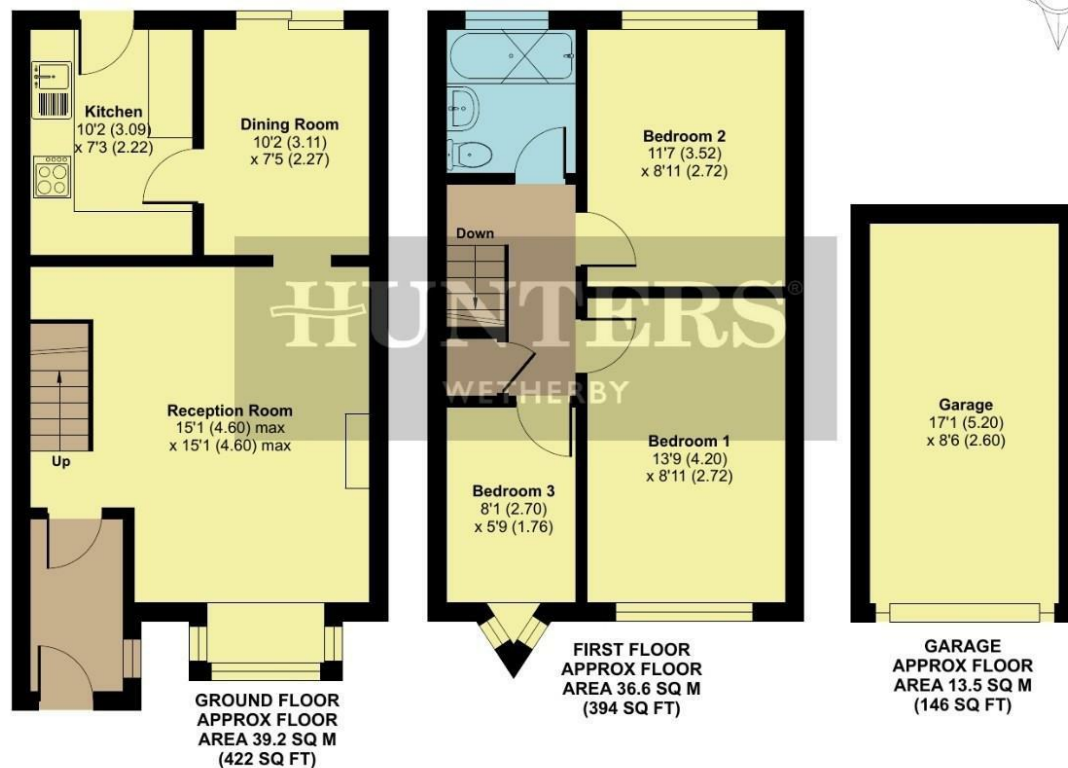 Kitchen
10'2 (3.09)
x 7'3 (2.22)
Dining Room
10'2 (3.11)
x 7'5 (2.27)
Reception Room
15'1 (4.60) max
x 15'1 (4.60) max
Up
GROUND FLOOR
APPROX FLOOR
AREA 39.2 SQ M
(422 SQ FT)
Bedroom 2
11'7 (3.52)
x 8'11 (2.72)
Down
HUNTERS®
WETHERBY
Bedroom 1
13'9 (4.20)
x 8'11 (2.72)
Bedroom 3
8'1 (2.70)
x 5'9 (1.76)
FIRST FLOOR
APPROX FLOOR
AREA 36.6 SQ M
(394 SQ FT)
Garage
17'1 (5.20)
x 8'6 (2.60)
GARAGE
APPROX FLOOR
AREA 13.5 SQ M
(146 SQ FT)